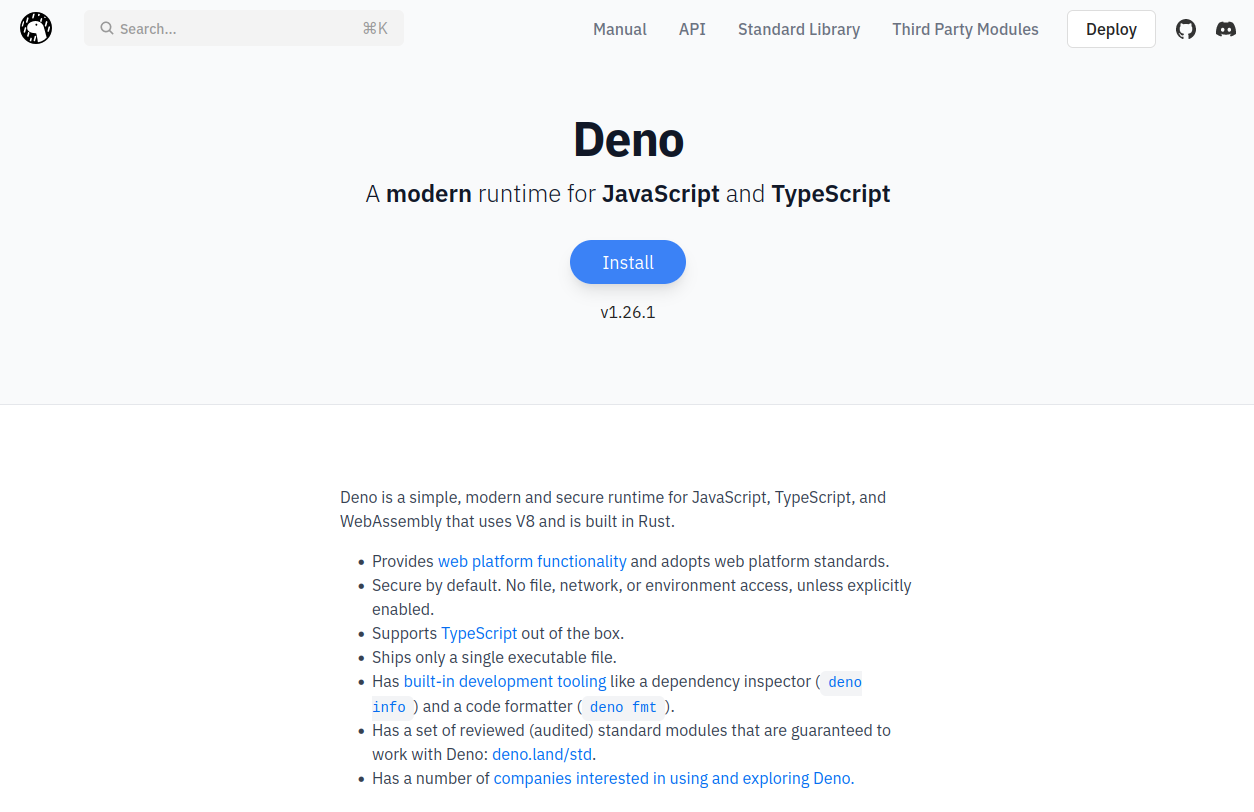 Search...
⌘K
Manual
API
Standard Library
Third Party Modules
Deploy
Deno
A modern runtime for JavaScript and TypeScript
Install
v1.26.1
Deno is a simple, modern and secure runtime for JavaScript, TypeScript, and
WebAssembly that uses V8 and is built in Rust.
• Provides web platform functionality and adopts web platform standards.
• Secure by default. No file, network, or environment access, unless explicitly
enabled.
• Supports TypeScript out of the box.
• Ships only a single executable file.
• Has built-in development tooling like a dependency inspector ( deno
info ) and a code formatter ( deno fmt ).
• Has a set of reviewed (audited) standard modules that are guaranteed to
work with Deno: deno.land/std.
• Has a number of companies interested in using and exploring Deno.